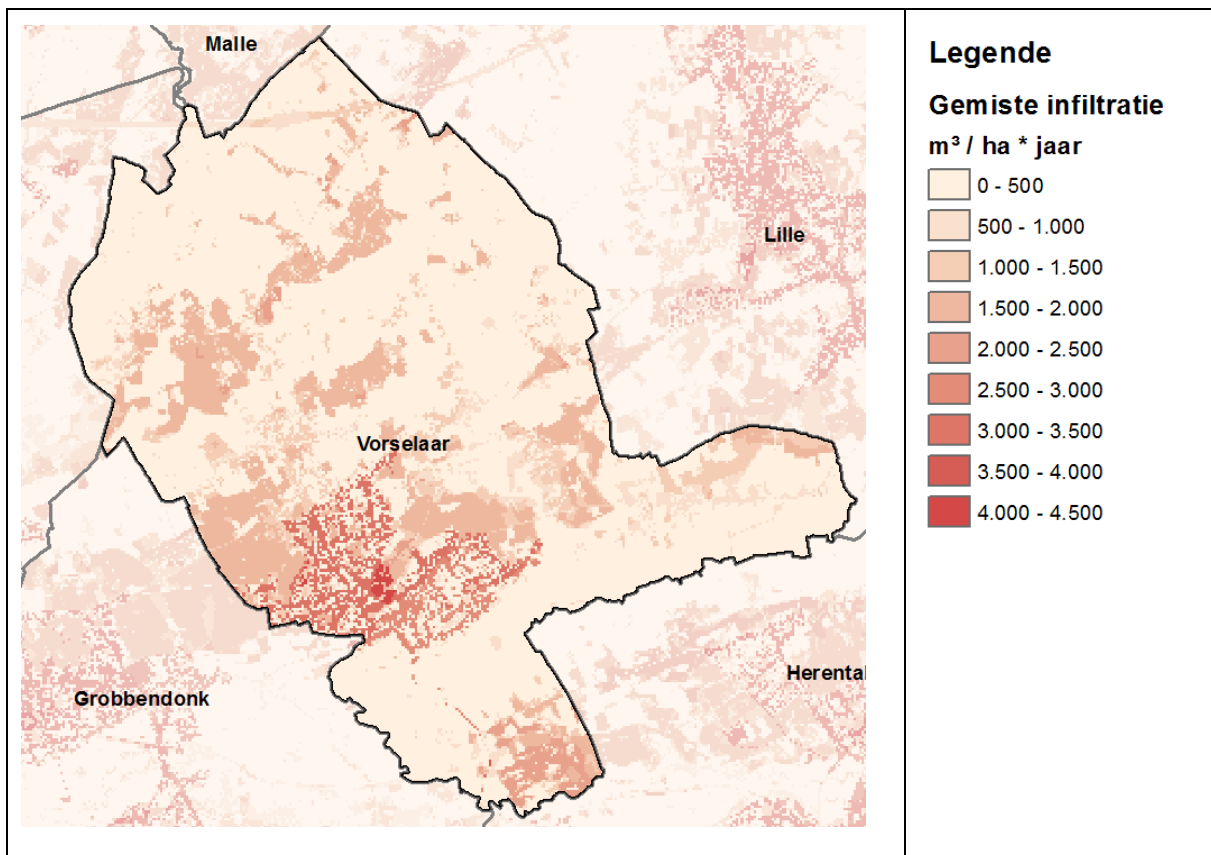 Malle
Lille
Vorselaar
Grobbendonk
Herental
Legende
Gemiste infiltratie
m³ / ha * jaar
0 - 500
500 - 1.000
1.000 - 1.500
1.500 - 2.000
2.000 - 2.500
2.500 - 3.000
3.000 - 3.500
3.500 - 4.000
4.000 - 4.500